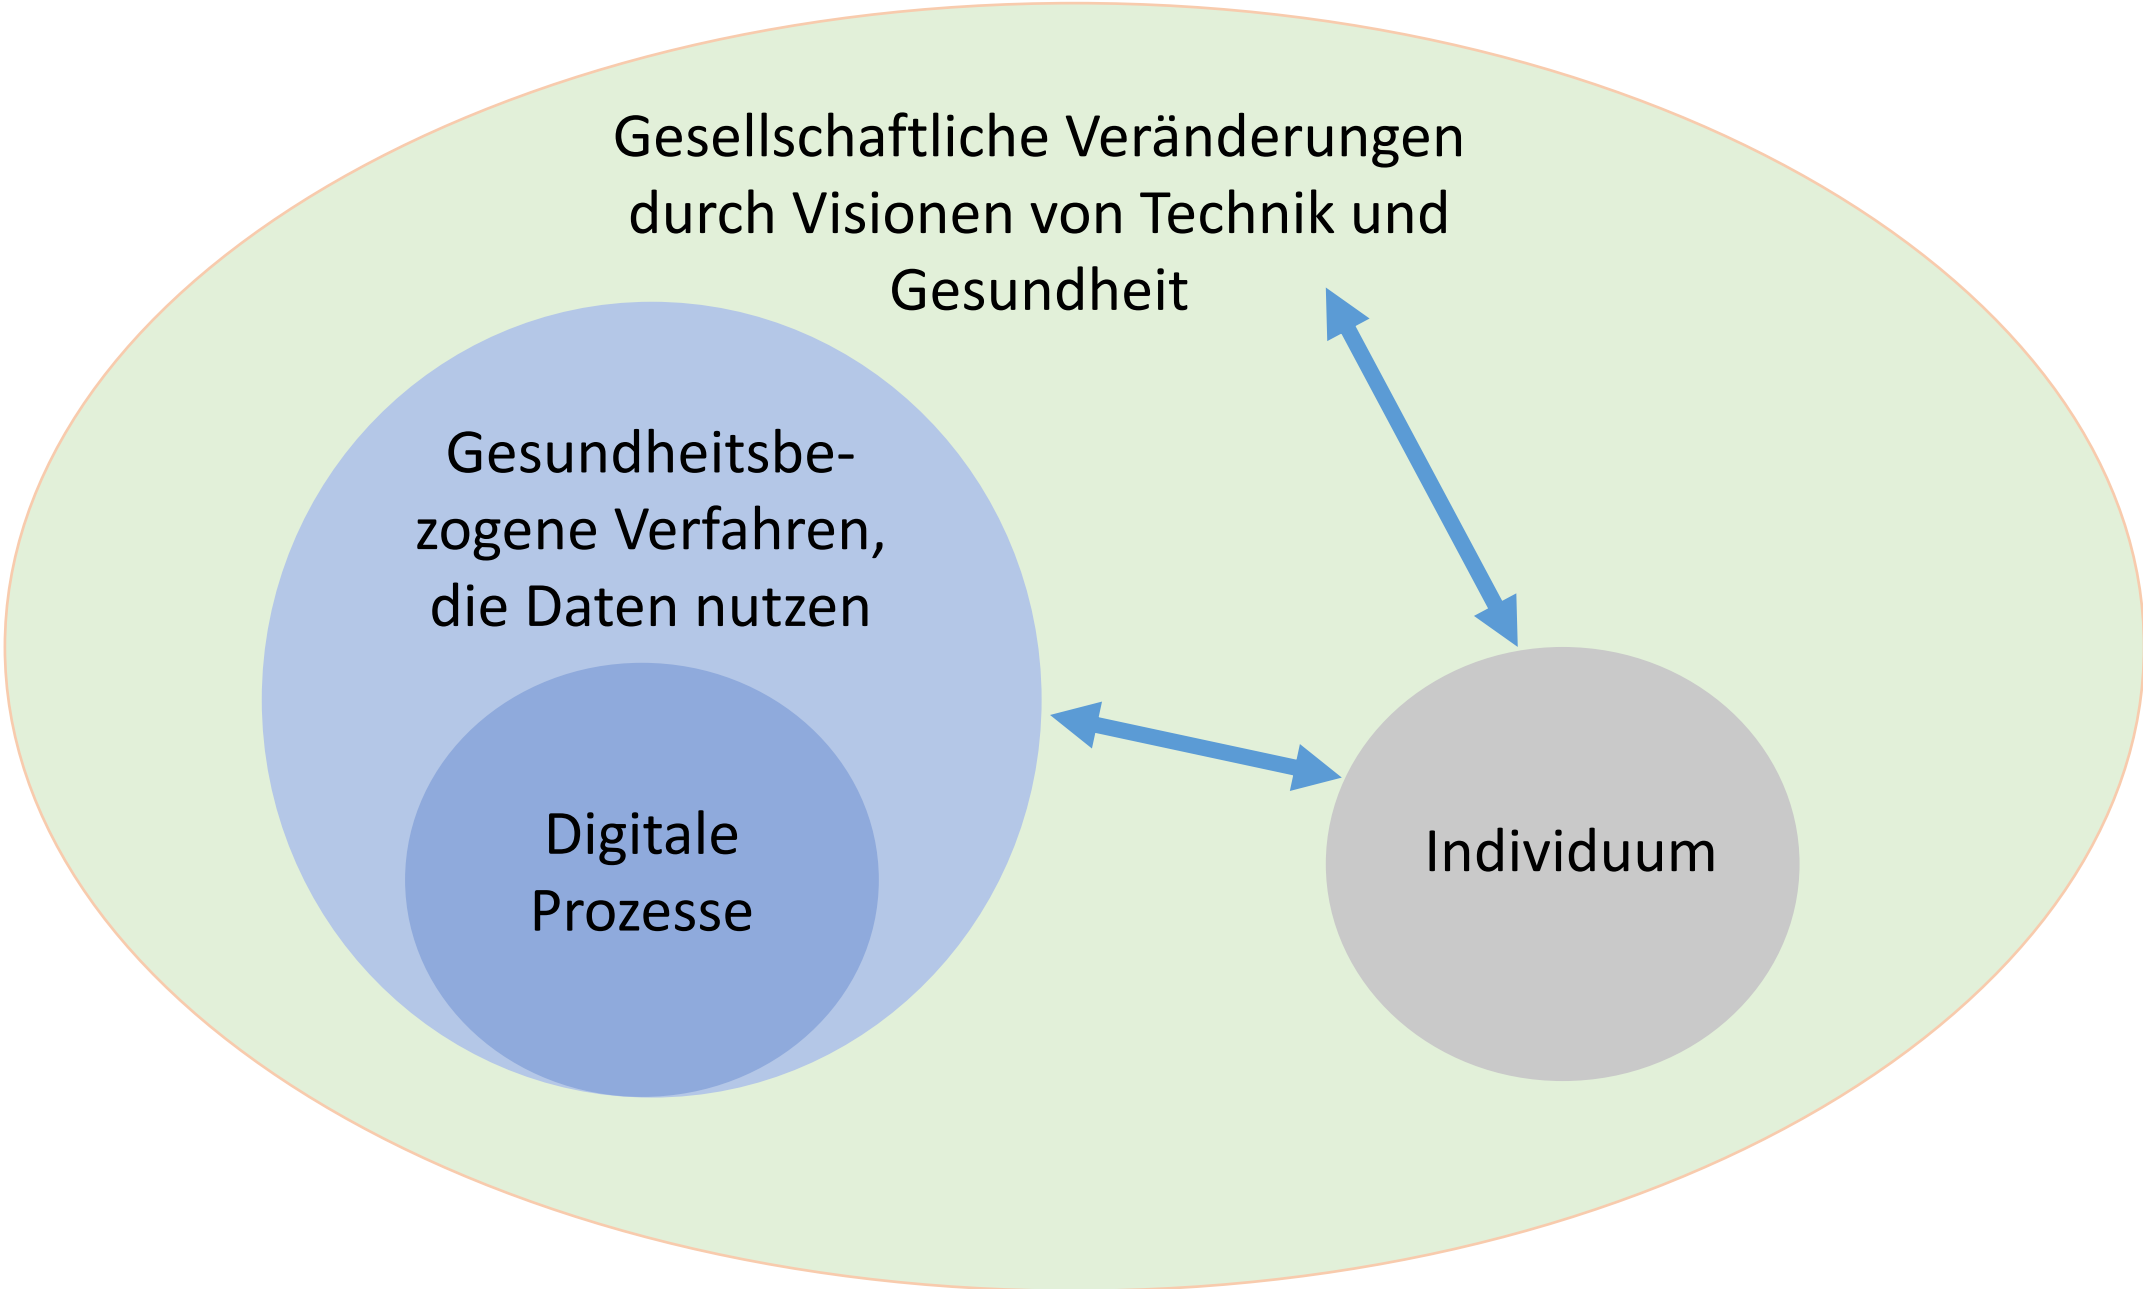 Gesellschaftliche Veränderungen
durch Visionen von Technik und
Gesundheit
Gesundheitsbe-
zogene Verfahren,
die Daten nutzen
Digitale
Prozesse
Individuum